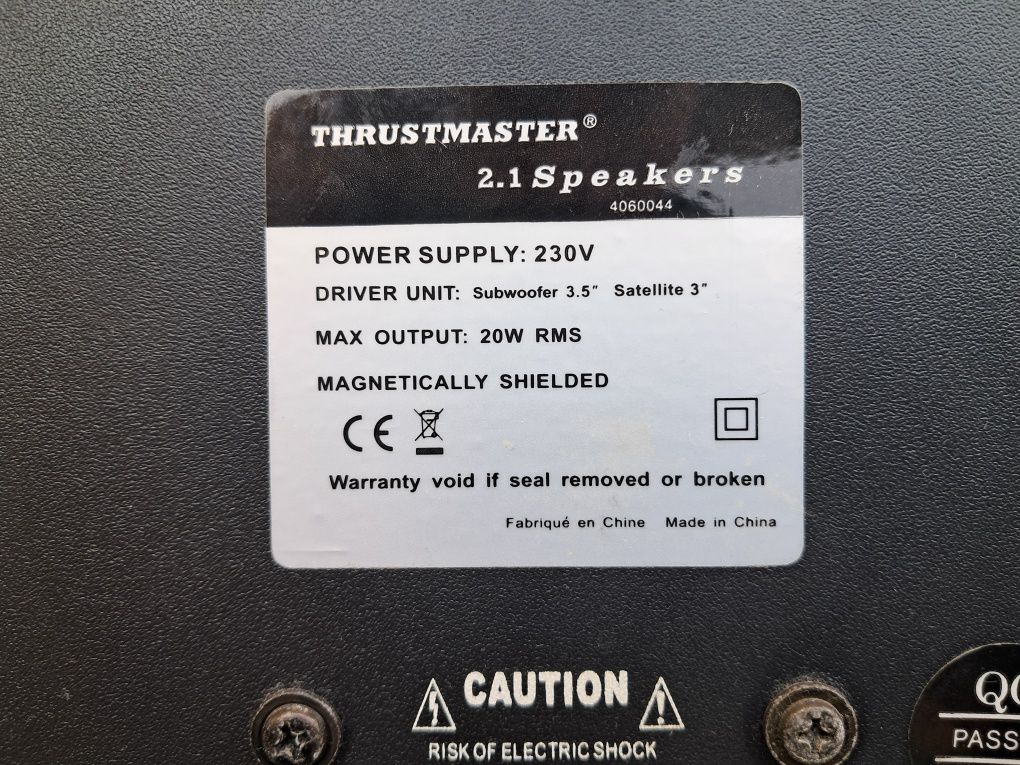 THRUSTMASTER®
2.1 Speakers
4060044
POWER SUPPLY: 230V
DRIVER UNIT: Subwoofer 3.5" Satellite 3"
MAX OUTPUT: 20W RMS
MAGNETICALLY SHIELDED
CE
Warranty void if seal removed or broken
Fabriqué en Chine Made in China
CAUTION
RISK OF ELECTRIC SHOCK
PASS